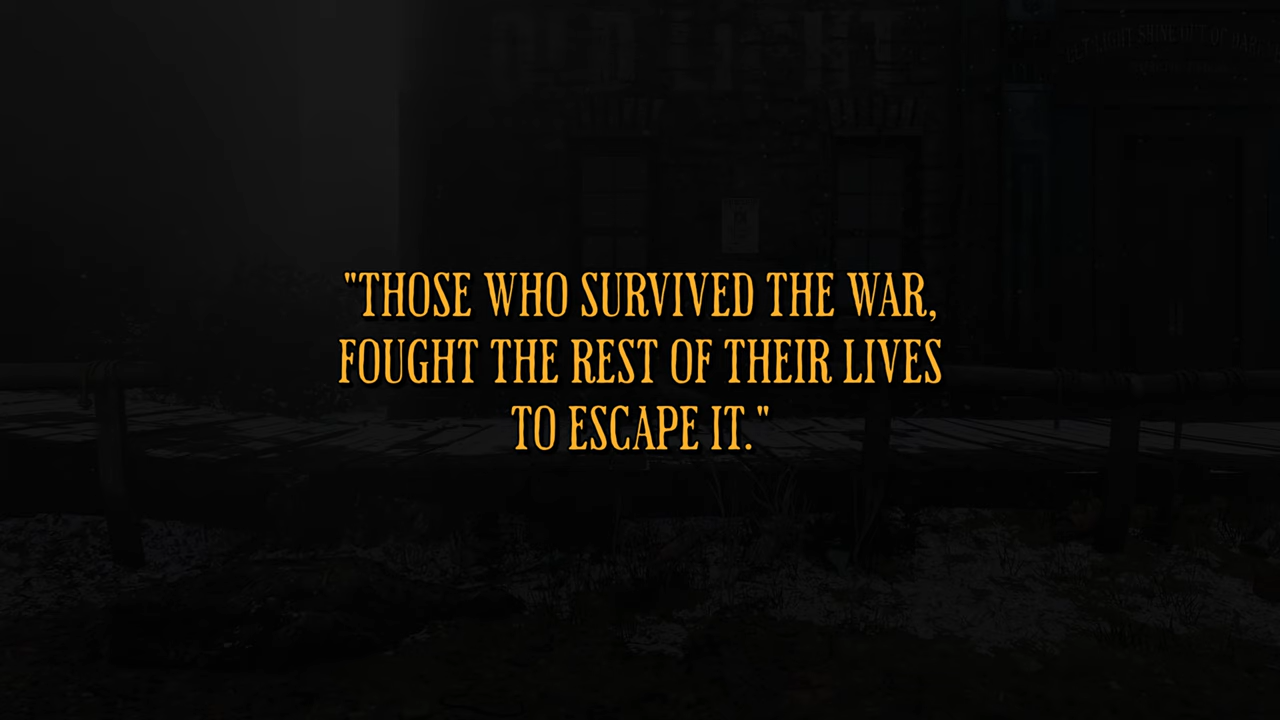 "THOSE WHO SURVIVED THE WAR,
FOUGHT THE REST OF THEIR LIVES
TO ESCAPE IT."